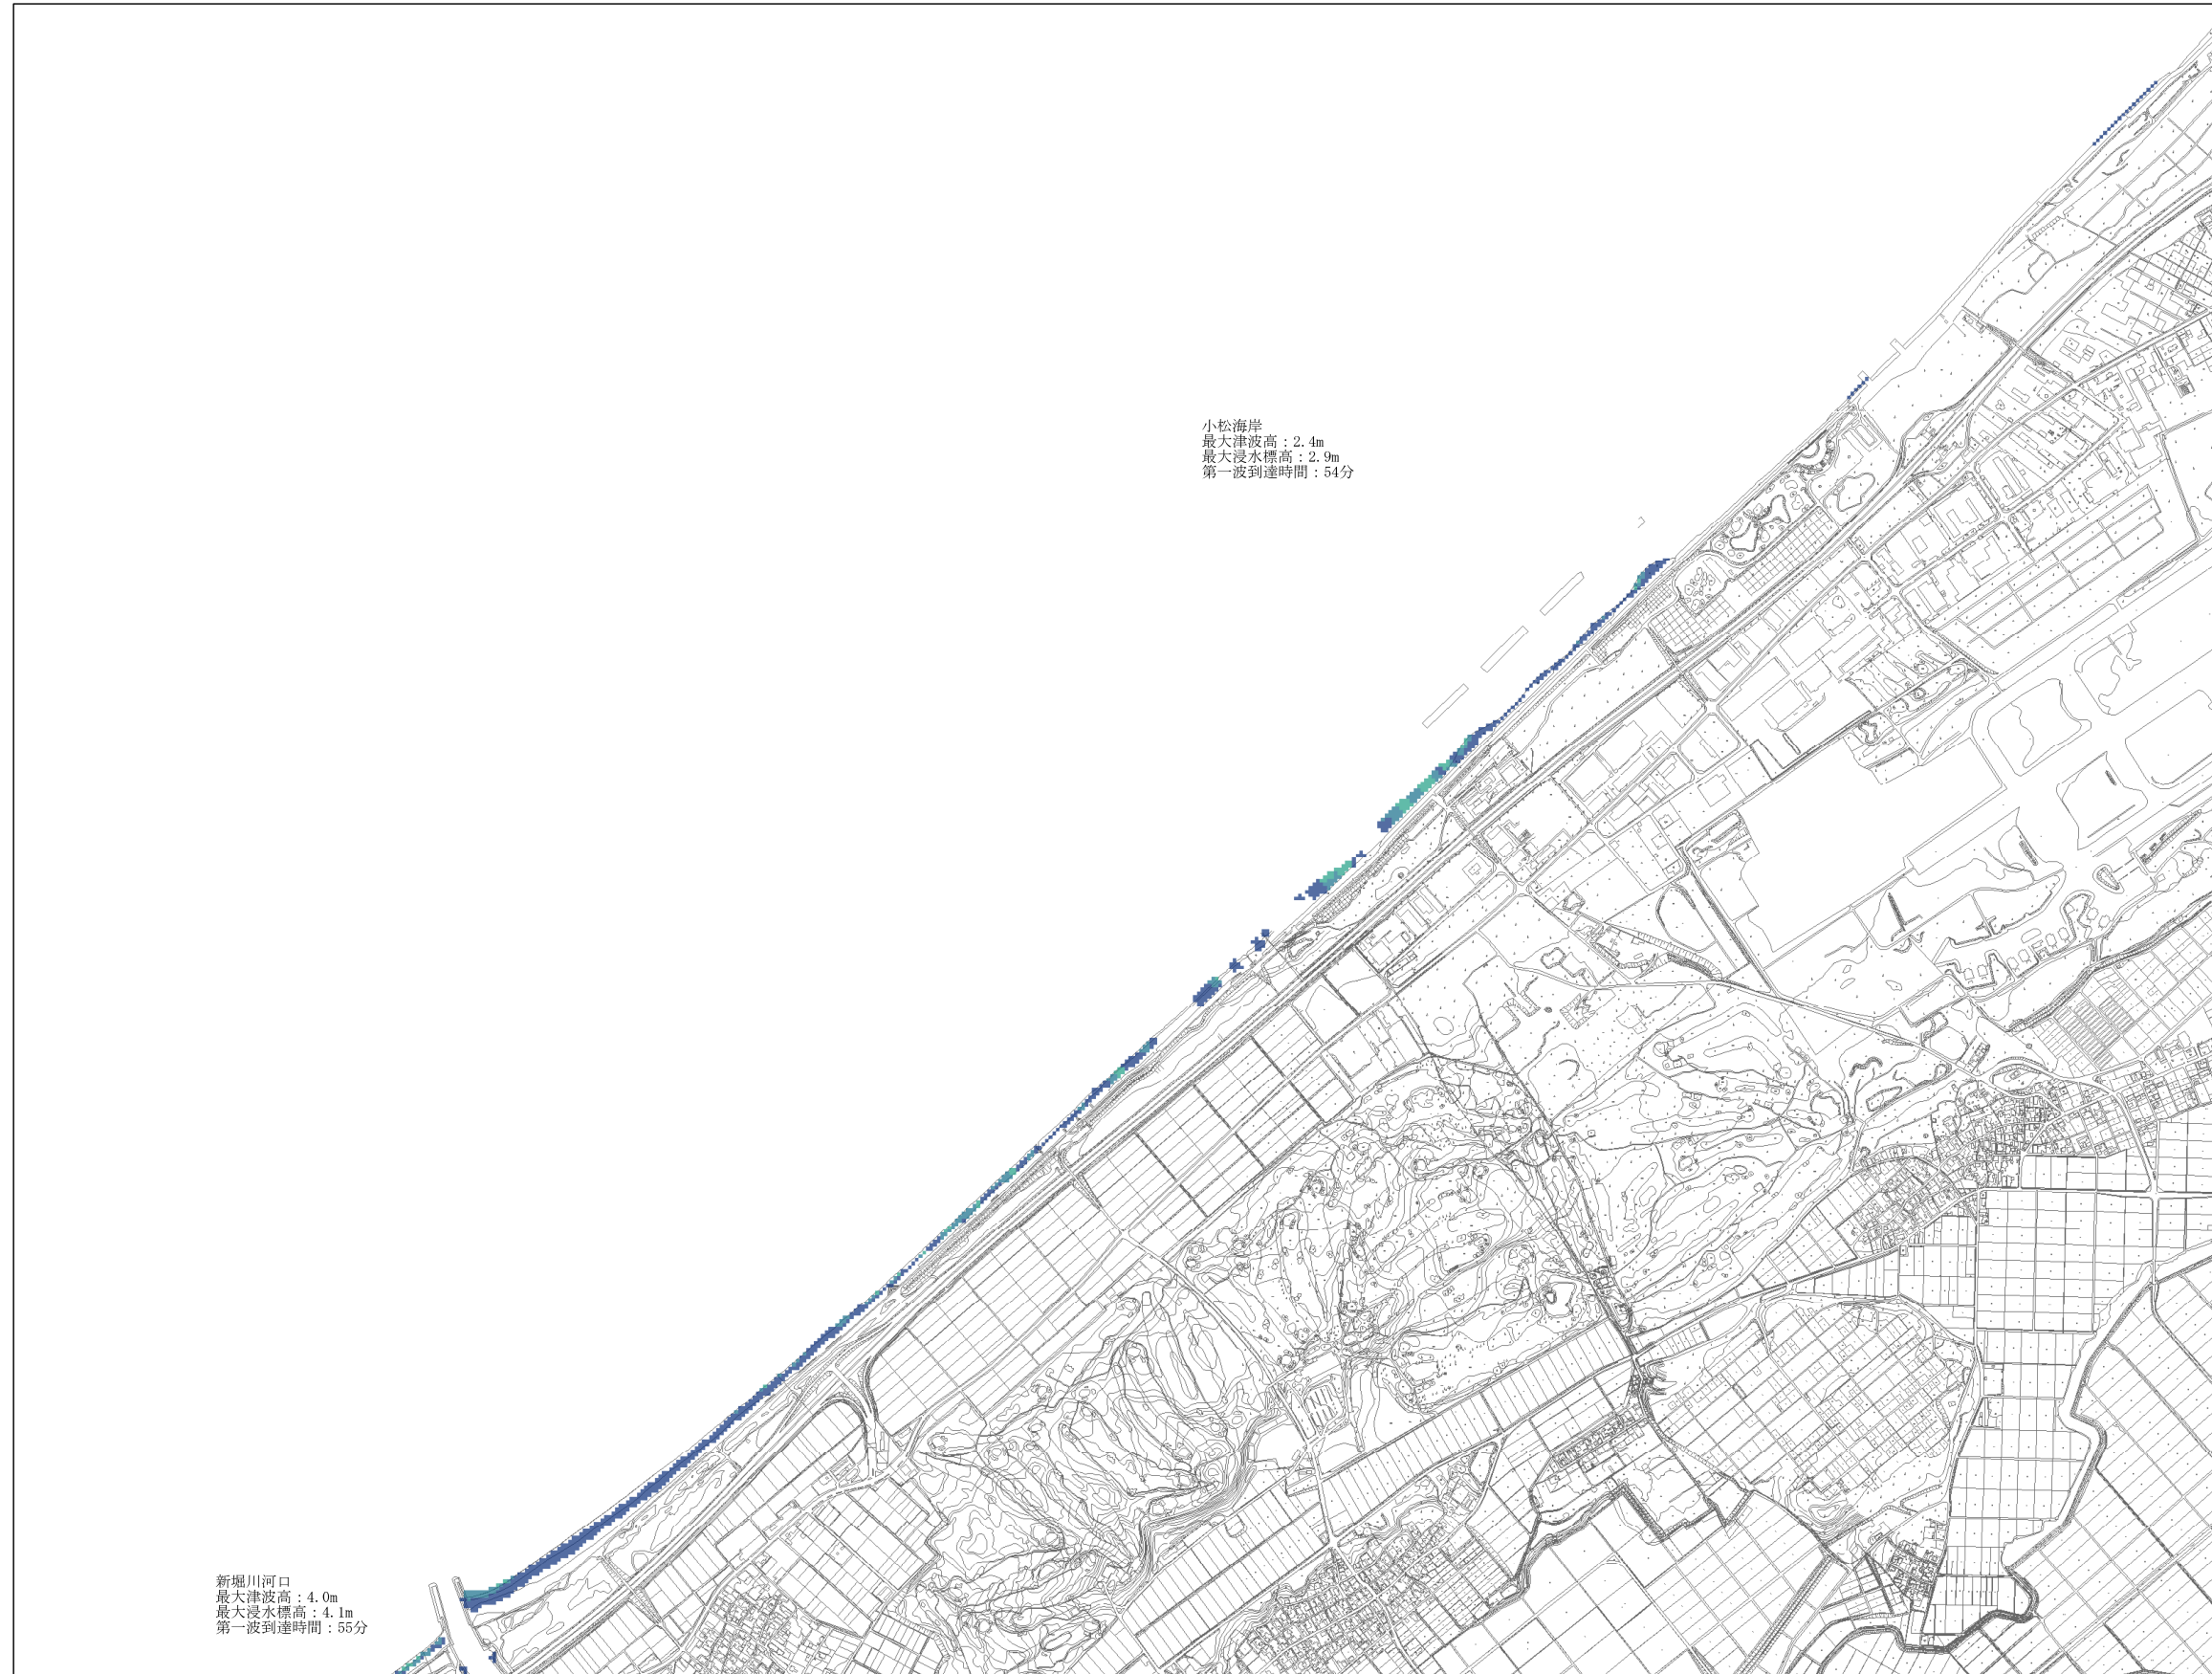 小松海岸
最大津波高：2.4m
最大浸水標高：2.9m
第一波到達時間：54分
新堀川河口
最大津波高：4.0m
最大浸水標高：4.1m
第一波到達時間：55分